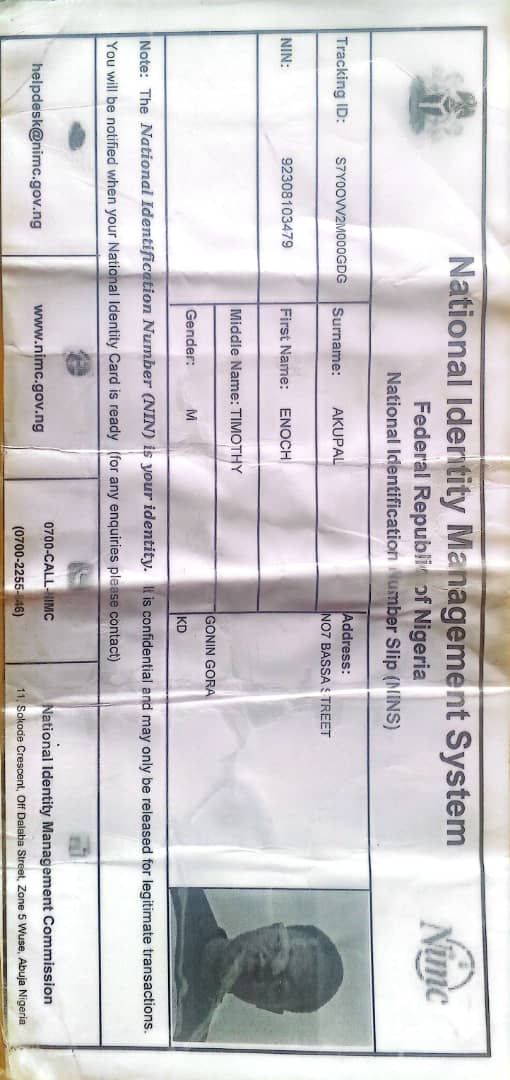 National Identity Management System
Federal Republic of Nigeria
National Identification Number Slip (NINS)
Nimc
Tracking ID: S7Y0OVV2M000GDG
Surname: AKUPAL
Address:
NO7 BASSA STREET
NIN: 92308103479
First Name: ENOCH
Middle Name: TIMOTHY
GONIN GORA
Gender: M
KD
Note: The National Identification Number (NIN) is your identity. It is confidential and may only be released for legitimate transactions.
You will be notified when your National Identity Card is ready (for any enquiries please contact)
helpdesk@nimc.gov.ng
www.nimc.gov.ng
0700-CALL-NIMC
(0700-2255-646)
National Identity Management Commission
11, Sokode Crescent, Off Dalaba Street, Zone 5 Wuse, Abuja Nigeria